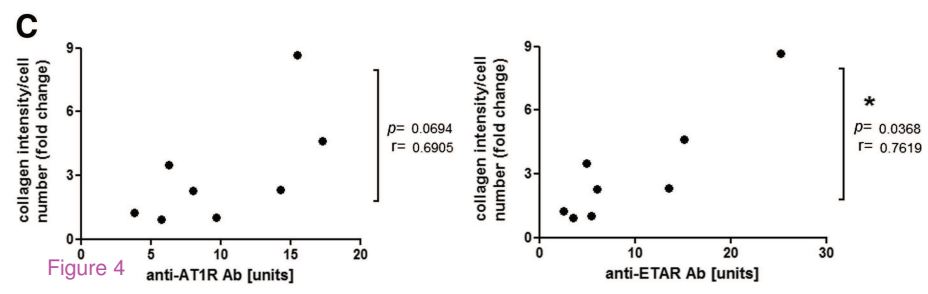 C
collagen intensity/cell
number (fold change)
9
6
3
0
0
5
10
15
20
anti-AT1R Ab [units]
p= 0.0694
r= 0.6905
Figure 4
collagen intensity/cell
number (fold change)
9
6
3
0
0
10
20
30
anti-ETAR Ab [units]
*
p= 0.0368
r= 0.7619